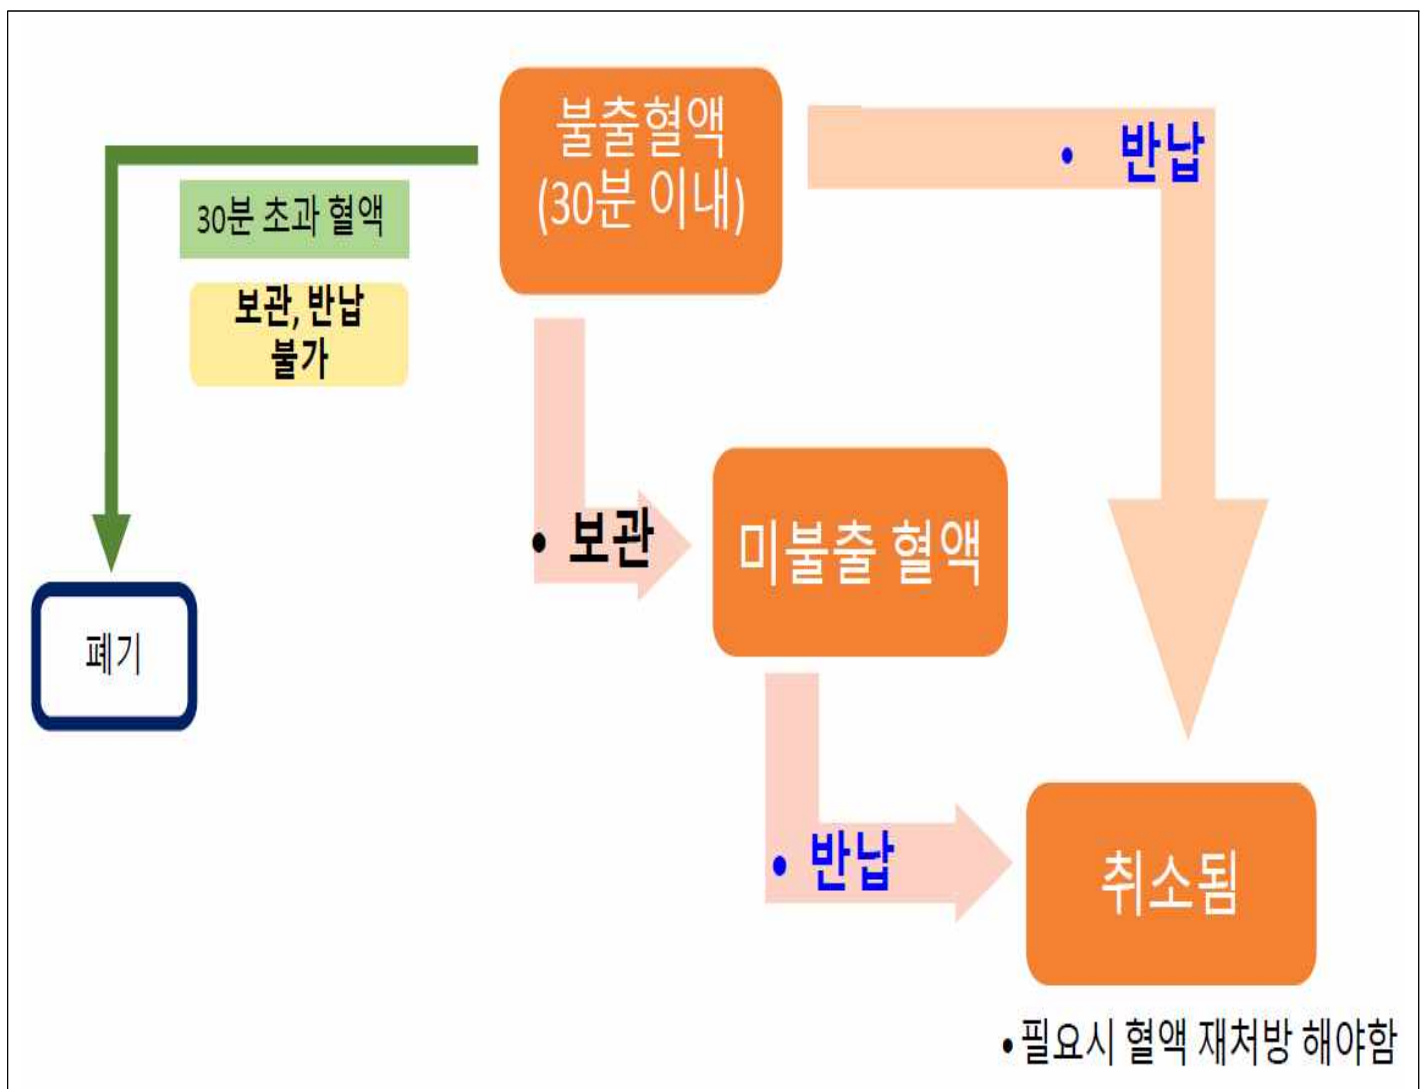 불출혈액
(30분 이내)
• 반납
30분 초과 혈액
보관, 반납
불가
• 보관
미불출 혈액
폐기
• 반납
취소됨
• 필요시 혈액 재처방 해야함